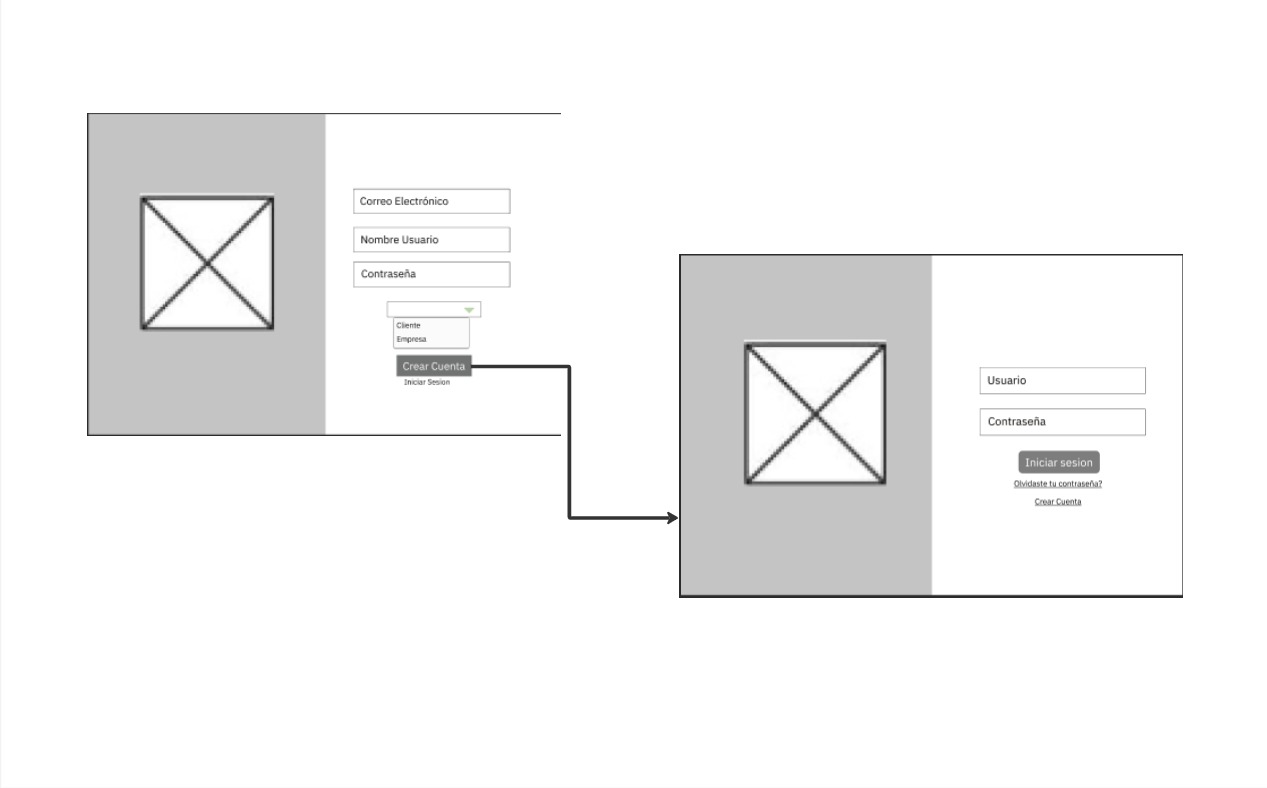 Correo Electrónico
Nombre Usuario
Contraseña
Cliente
Empresa
Crear Cuenta
Iniciar Sesion
Usuario
Contraseña
Iniciar sesion
Olvidaste tu contraseña?
Crear Cuenta